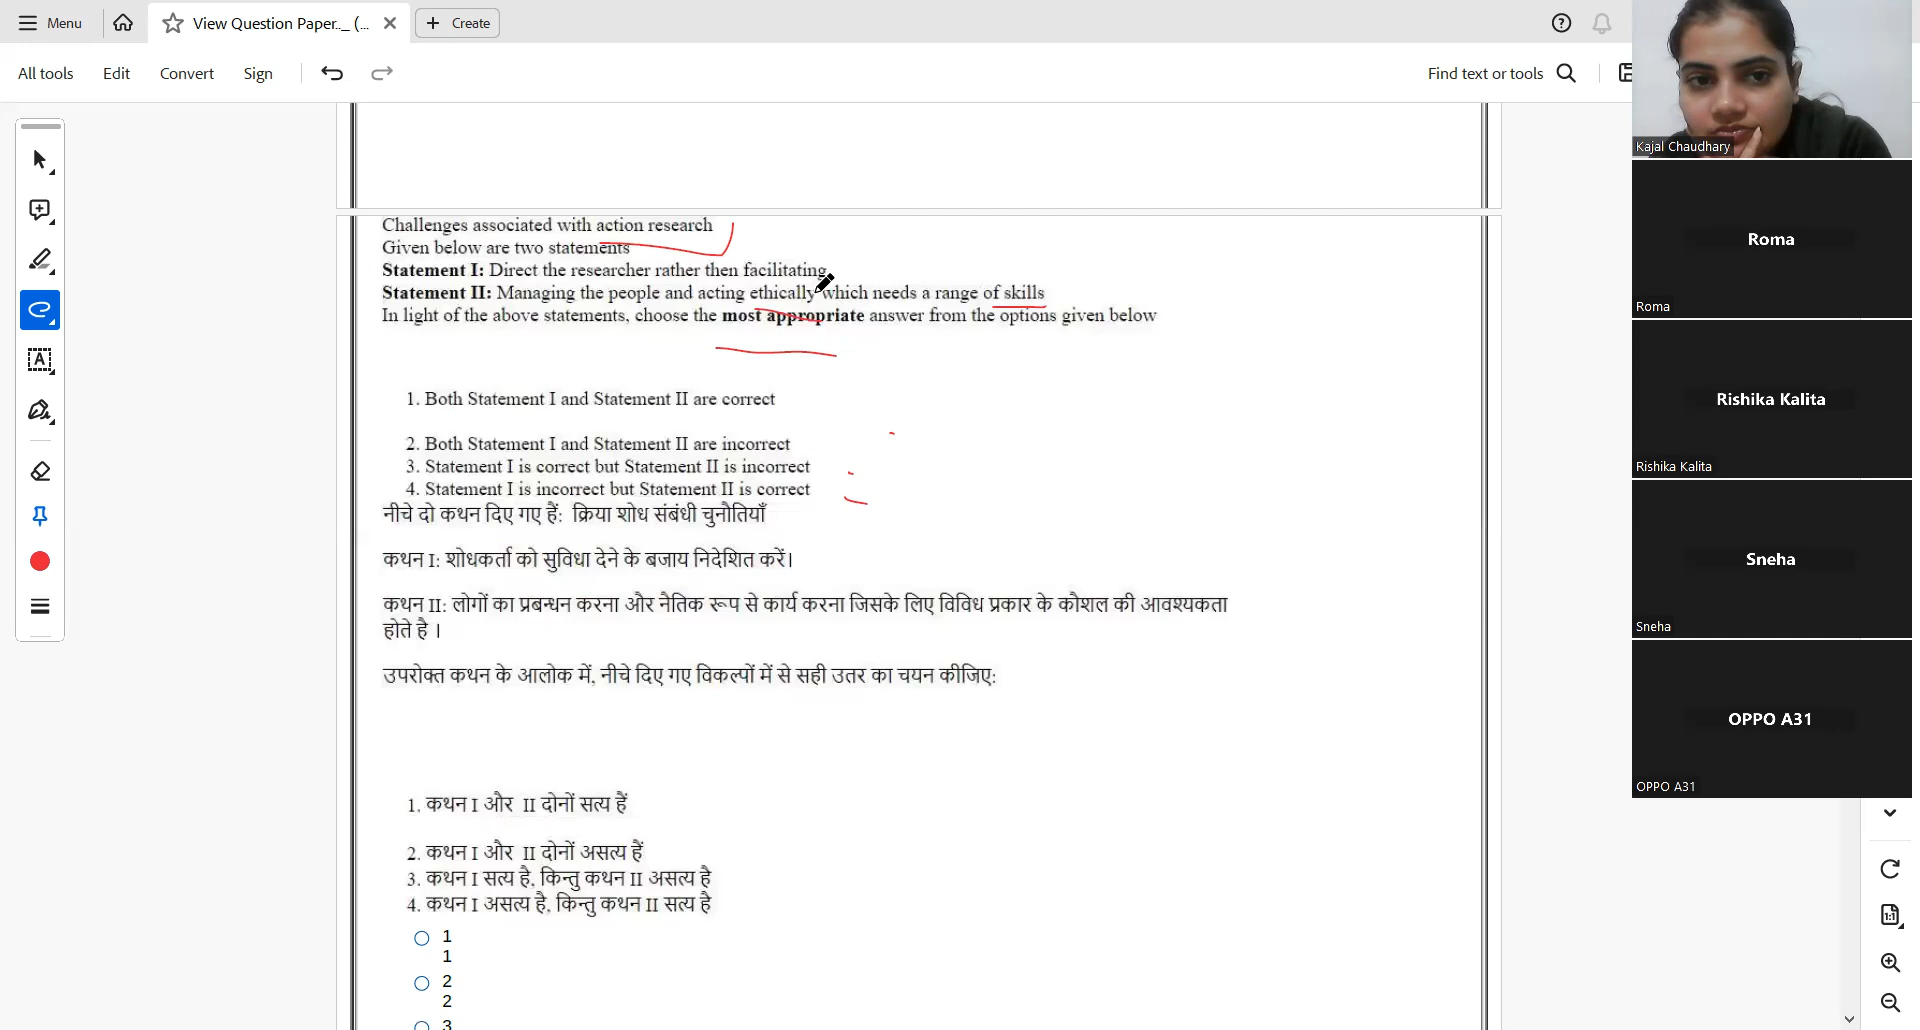 Menu
View Question Paper.._ (...
Create
All tools
Edit
Convert
Sign
Find text or tools
Challenges associated with action research
Given below are two statements
Statement I: Direct the researcher rather then facilitating
Statement II: Managing the people and acting ethically which needs a range of skills
In light of the above statements, choose the most appropriate answer from the options given below
1. Both Statement I and Statement II are correct
2. Both Statement I and Statement II are incorrect
3. Statement I is correct but Statement II is incorrect
4. Statement I is incorrect but Statement II is correct
नीचे दो कथन दिए गए हैं: क्रिया शोध संबंधी चुनौतियाँ
कथन I: शोधकर्ता को सुविधा देने के बजाय निदेशित करें।
कथन II: लोगों का प्रबन्धन करना और नैतिक रूप से कार्य करना जिसके लिए विविध प्रकार के कौशल की आवश्यकता
होते है ।
उपरोक्त कथन के आलोक में, नीचे दिए गए विकल्पों में से सही उतर का चयन कीजिए:
1. कथन I और II दोनों सत्य हैं
2. कथन I और II दोनों असत्य हैं
3. कथन I सत्य है, किन्तु कथन II असत्य है
4. कथन I असत्य है, किन्तु कथन II सत्य है
1
1
2
2
3
Kajal Chaudhary
Roma
Roma
Rishika Kalita
Rishika Kalita
Sneha
Sneha
OPPO A31
OPPO A31